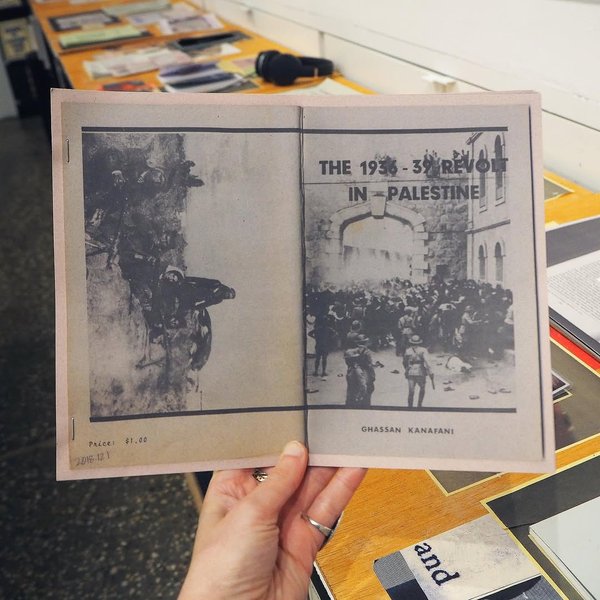 THE 1936 - 39 REVOLT
IN PALESTINE
GHASSAN KANAFANI
Price: $1.00
and